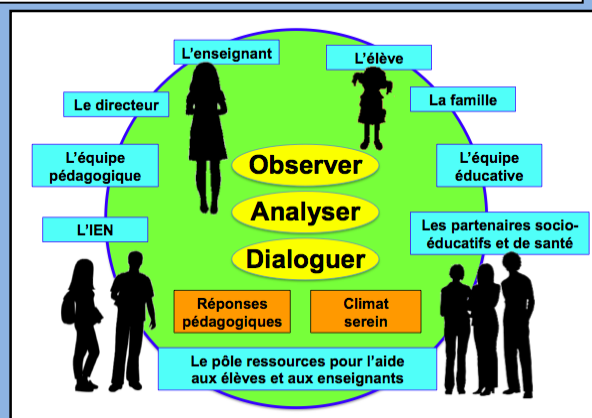 L'enseignant
L'élève
Le directeur
La famille
L'équipe
pédagogique
Observer
L'équipe
éducative
Analyser
L'IEN
Les partenaires socio-
éducatifs et de santé
Dialoguer
Réponses
pédagogiques
Climat
serein
Le pôle ressources pour l'aide
aux élèves et aux enseignants